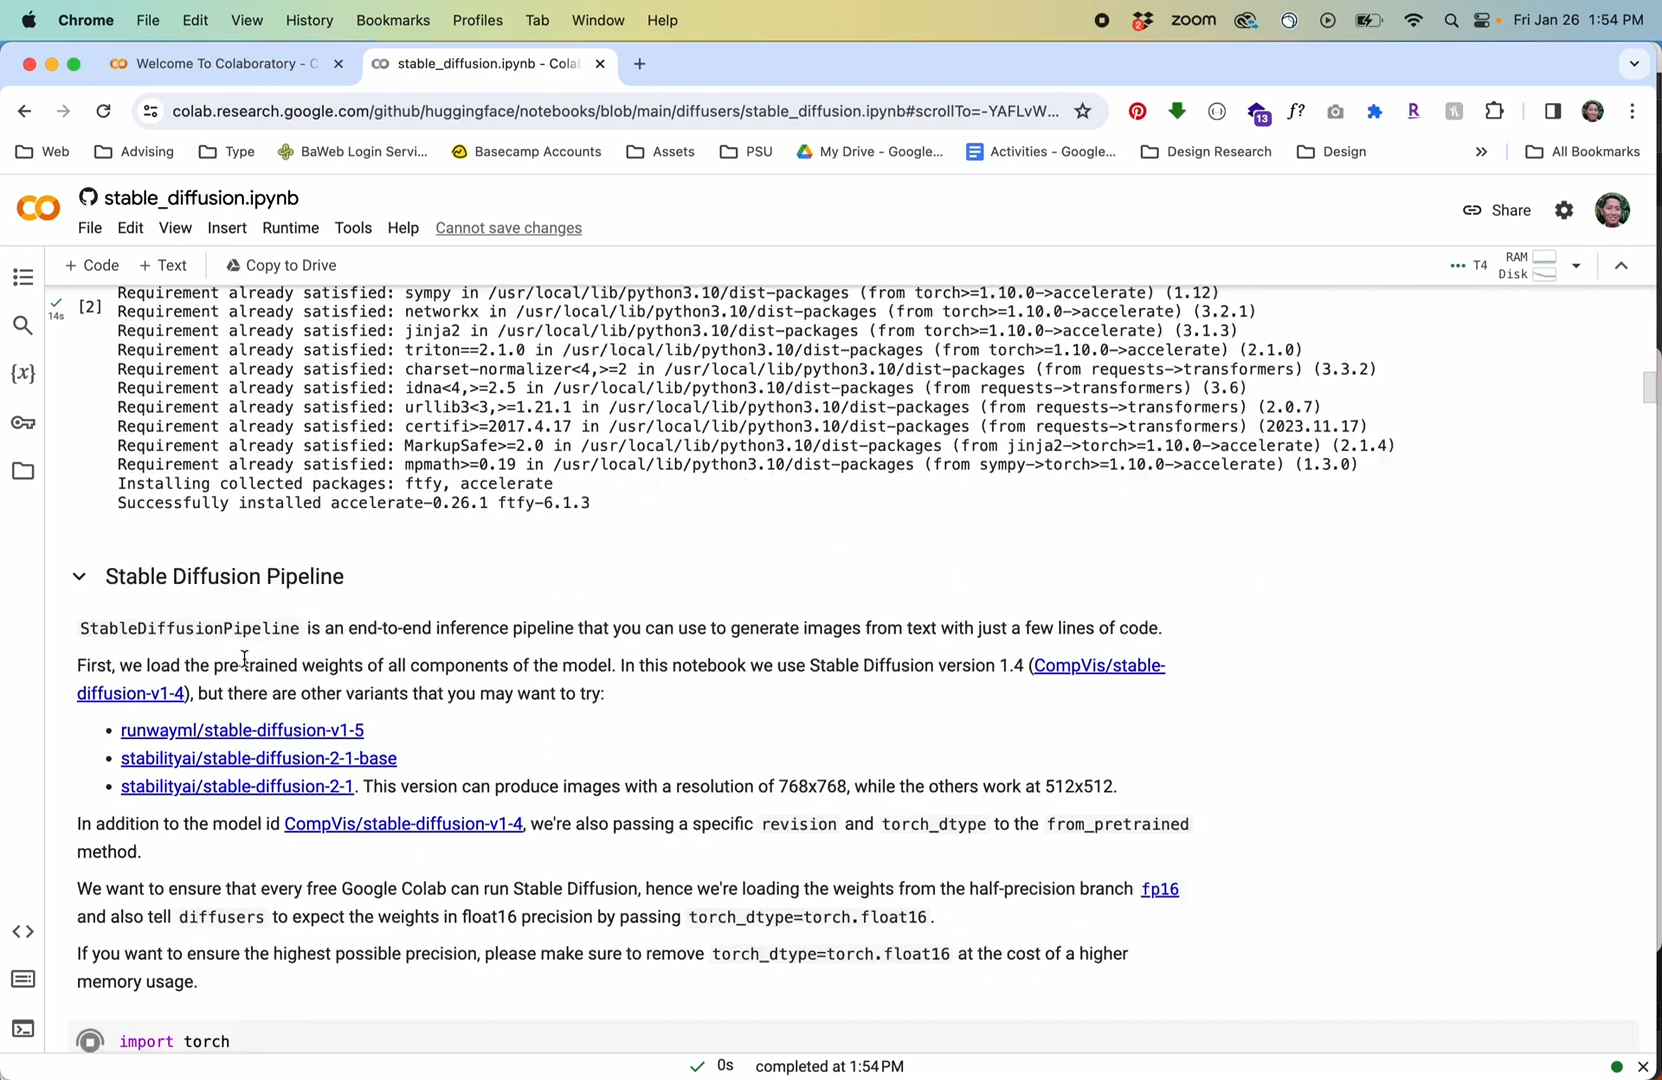 Chrome File Edit View History Bookmarks Profiles Tab Window Help 2 zoom Fri Jan 26 1:54 PM
Welcome To Colaboratory - C stable_diffusion.ipynb - Cola
colab.research.google.com/github/huggingface/notebooks/blob/main/diffusers/stable_diffusion.ipynb#scrollTo=-YAFLvW... 13 f? R
Web Advising Type BaWeb Login Servi... Basecamp Accounts Assets PSU My Drive - Google... Activities - Google... Design Research Design » All Bookmarks
stable_diffusion.ipynb
File Edit View Insert Runtime Tools Help Cannot save changes
Share
+ Code + Text Copy to Drive T4 RAM Disk
14s [2] Requirement already satisfied: sympy in /usr/local/lib/python3.10/dist-packages (from torch>=1.10.0->accelerate) (1.12)
Requirement already satisfied: networkx in /usr/local/lib/python3.10/dist-packages (from torch>=1.10.0->accelerate) (3.2.1)
Requirement already satisfied: jinja2 in /usr/local/lib/python3.10/dist-packages (from torch>=1.10.0->accelerate) (3.1.3)
Requirement already satisfied: triton==2.1.0 in /usr/local/lib/python3.10/dist-packages (from torch>=1.10.0->accelerate) (2.1.0)
Requirement already satisfied: charset-normalizer<4,>=2 in /usr/local/lib/python3.10/dist-packages (from requests->transformers) (3.3.2)
Requirement already satisfied: idna<4,>=2.5 in /usr/local/lib/python3.10/dist-packages (from requests->transformers) (3.6)
Requirement already satisfied: urllib3<3,>=1.21.1 in /usr/local/lib/python3.10/dist-packages (from requests->transformers) (2.0.7)
Requirement already satisfied: certifi>=2017.4.17 in /usr/local/lib/python3.10/dist-packages (from requests->transformers) (2023.11.17)
Requirement already satisfied: MarkupSafe>=2.0 in /usr/local/lib/python3.10/dist-packages (from jinja2->torch>=1.10.0->accelerate) (2.1.4)
Requirement already satisfied: mpmath>=0.19 in /usr/local/lib/python3.10/dist-packages (from sympy->torch>=1.10.0->accelerate) (1.3.0)
Installing collected packages: ftfy, accelerate
Successfully installed accelerate-0.26.1 ftfy-6.1.3
Stable Diffusion Pipeline
StableDiffusionPipeline is an end-to-end inference pipeline that you can use to generate images from text with just a few lines of code.
First, we load the pre-trained weights of all components of the model. In this notebook we use Stable Diffusion version 1.4 (CompVis/stable-
diffusion-v1-4), but there are other variants that you may want to try:
• runwayml/stable-diffusion-v1-5
• stabilityai/stable-diffusion-2-1-base
• stabilityai/stable-diffusion-2-1. This version can produce images with a resolution of 768x768, while the others work at 512x512.
In addition to the model id CompVis/stable-diffusion-v1-4, we're also passing a specific revision and torch_dtype to the from_pretrained
method.
We want to ensure that every free Google Colab can run Stable Diffusion, hence we're loading the weights from the half-precision branch fp16
and also tell diffusers to expect the weights in float16 precision by passing torch_dtype=torch.float16.
If you want to ensure the highest possible precision, please make sure to remove torch_dtype=torch.float16 at the cost of a higher
memory usage.
import torch
0s completed at 1:54 PM